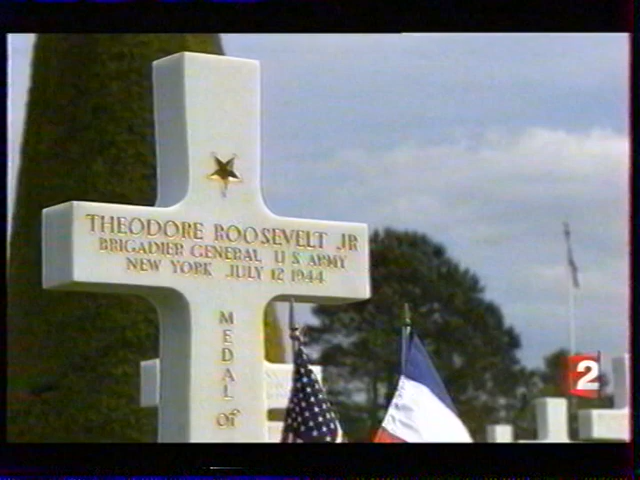 THEODORE ROOSEVELT JR
BRIGADIER GENERAL U S ARMY
NEW YORK JULY 12 1944
MEDAL
of
2